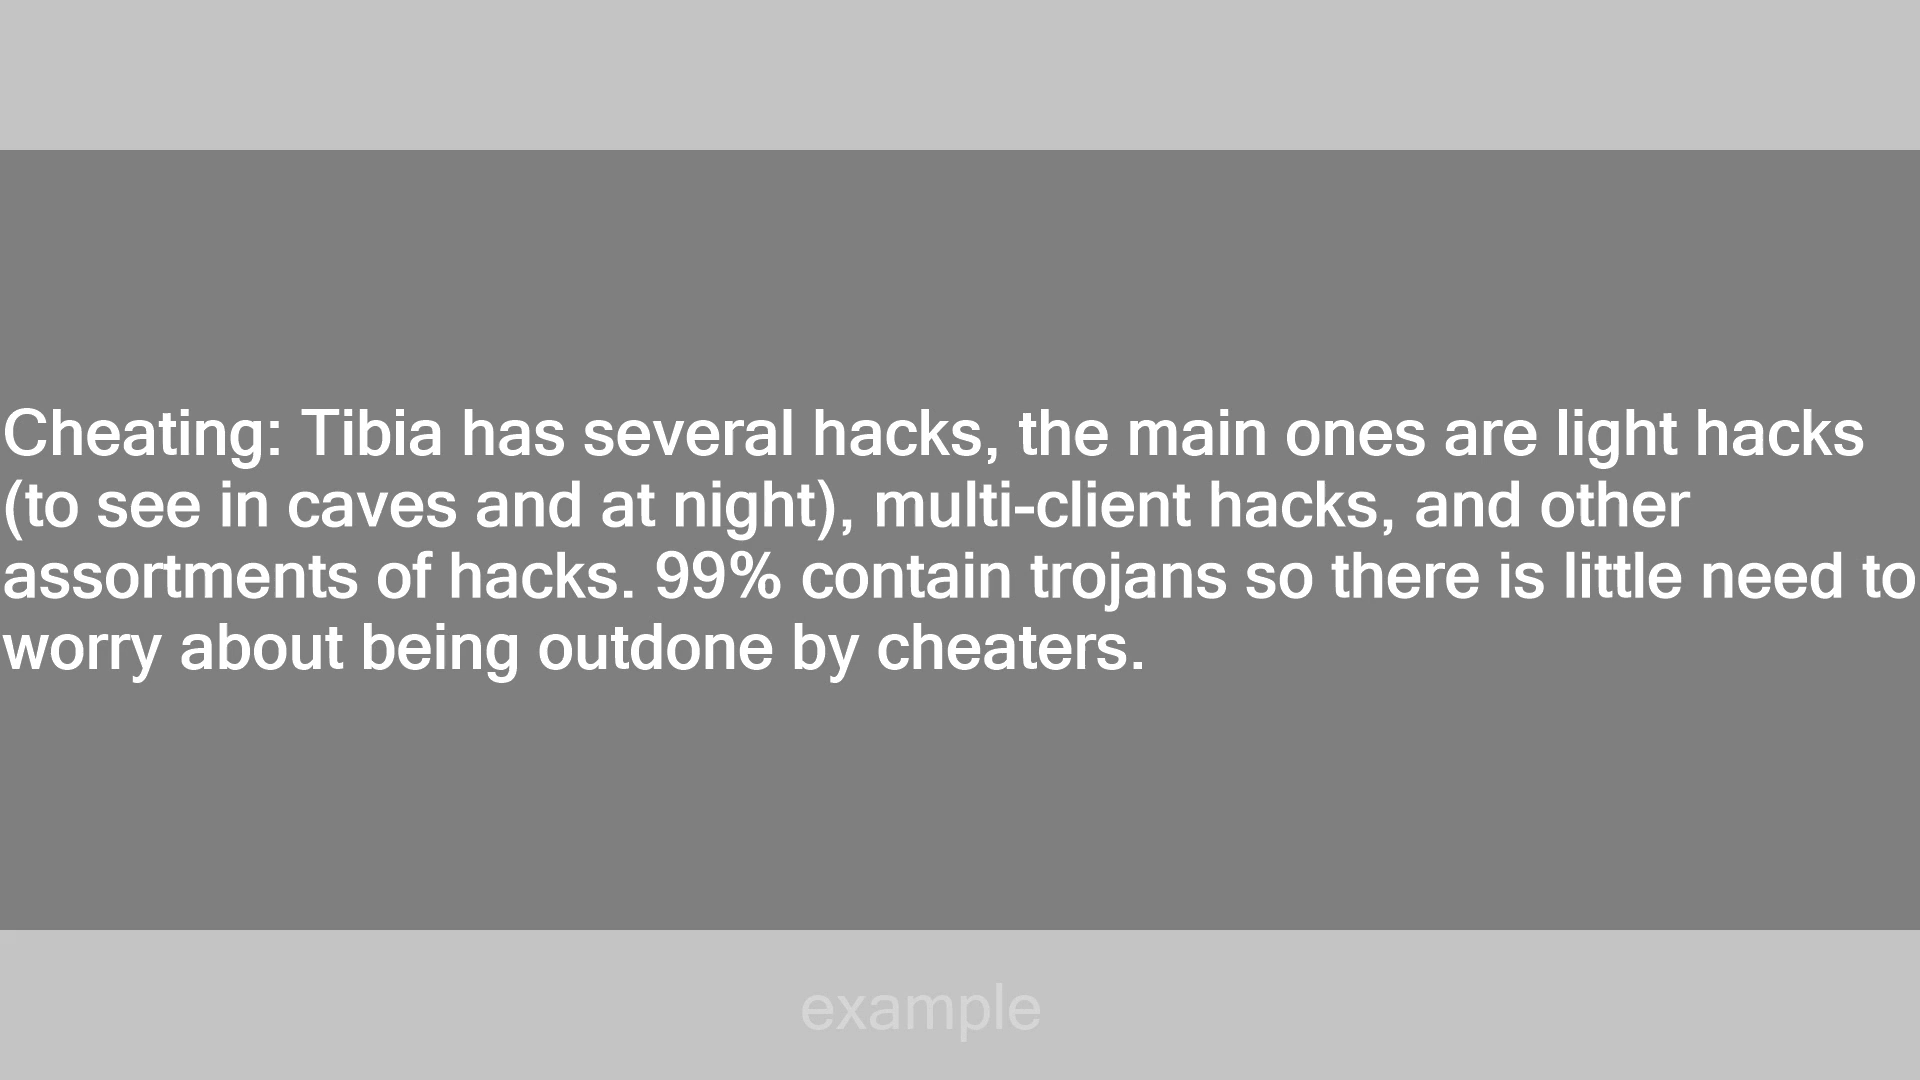 Cheating: Tibia has several hacks, the main ones are light hacks
(to see in caves and at night), multi-client hacks, and other
assortments of hacks. 99% contain trojans so there is little need to
worry about being outdone by cheaters.
example